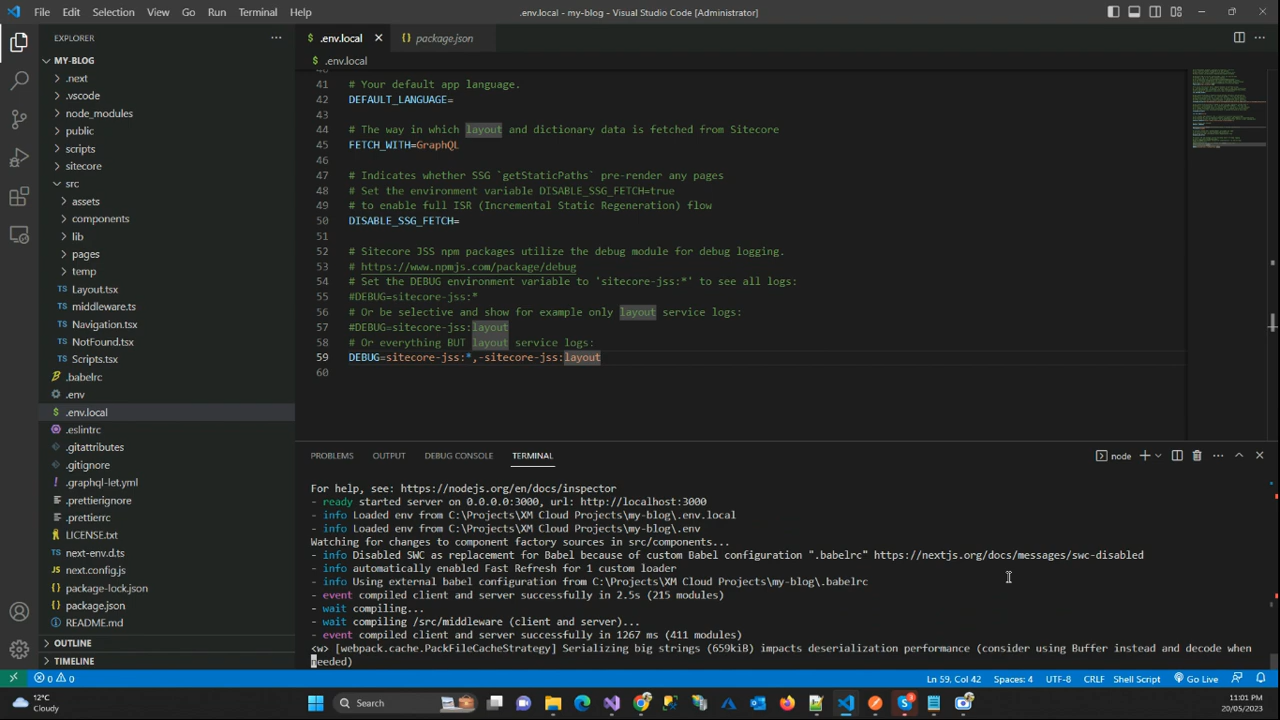 File Edit Selection View Go Run Terminal Help
.env.local - my-blog - Visual Studio Code [Administrator]
EXPLORER
MY-BLOG
.next
.vscode
node_modules
public
scripts
sitecore
src
assets
components
lib
pages
temp
Layout.tsx
middleware.ts
Navigation.tsx
NotFound.tsx
Scripts.tsx
.babelrc
.env
.env.local
.eslintrc
.gitattributes
.gitignore
.graphql-let.yml
.prettierignore
.prettierrc
LICENSE.txt
next-env.d.ts
next.config.js
package-lock.json
package.json
README.md
OUTLINE
TIMELINE
.env.local
package.json
.env.local
41 # Your default app language.
42 DEFAULT_LANGUAGE=
43
44 # The way in which layout and dictionary data is fetched from Sitecore
45 FETCH_WITH=GraphQL
46
47 # Indicates whether SSG `getStaticPaths` pre-render any pages
48 # Set the environment variable DISABLE_SSG_FETCH=true
49 # to enable full ISR (Incremental Static Regeneration) flow
50 DISABLE_SSG_FETCH=
51
52 # Sitecore JSS npm packages utilize the debug module for debug logging.
53 # https://www.npmjs.com/package/debug
54 # Set the DEBUG environment variable to 'sitecore-jss:*' to see all logs:
55 #DEBUG=sitecore-jss:*
56 # Or be selective and show for example only layout service logs:
57 #DEBUG=sitecore-jss:layout
58 # Or everything BUT layout service logs:
59 DEBUG=sitecore-jss:*,-sitecore-jss:layout
60
PROBLEMS OUTPUT DEBUG CONSOLE TERMINAL
node
For help, see: https://nodejs.org/en/docs/inspector
- ready started server on 0.0.0.0:3000, url: http://localhost:3000
- info Loaded env from C:\Projects\XM Cloud Projects\my-blog\.env.local
- info Loaded env from C:\Projects\XM Cloud Projects\my-blog\.env
Watching for changes to component factory sources in src/components...
- info Disabled SWC as replacement for Babel because of custom Babel configuration ".babelrc" https://nextjs.org/docs/messages/swc-disabled
- info automatically enabled Fast Refresh for 1 custom loader
- info Using external babel configuration from C:\Projects\XM Cloud Projects\my-blog\.babelrc
- event compiled client and server successfully in 2.5s (215 modules)
- wait compiling...
- wait compiling /src/middleware (client and server)...
- event compiled client and server successfully in 1267 ms (411 modules)
<w> [webpack.cache.PackFileCacheStrategy] Serializing big strings (659kiB) impacts deserialization performance (consider using Buffer instead and decode when
needed)
0 0
Ln 59, Col 42 Spaces: 4 UTF-8 CRLF Shell Script Go Live
12°C
Cloudy
Search
11:01 PM
20/05/2023